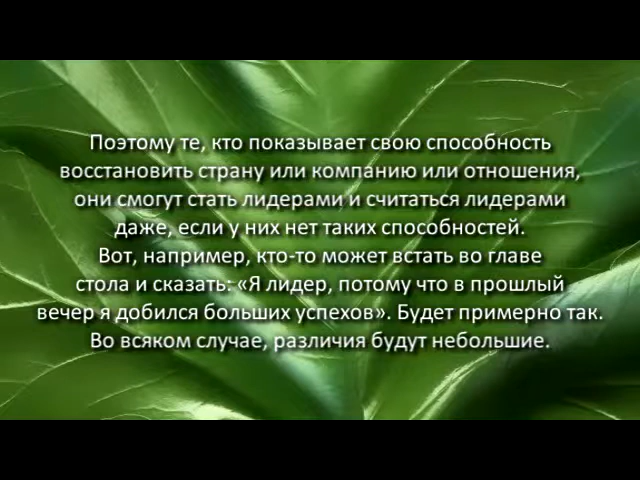 Поэтому те, кто показывает свою способность
восстановить страну или компанию или отношения,
они смогут стать лидерами и считаться лидерами
даже, если у них нет таких способностей.
Вот, например, кто-то может встать во главе
стола и сказать: «Я лидер, потому что в прошлый
вечер я добился больших успехов». Будет примерно так.
Во всяком случае, различия будут небольшие.